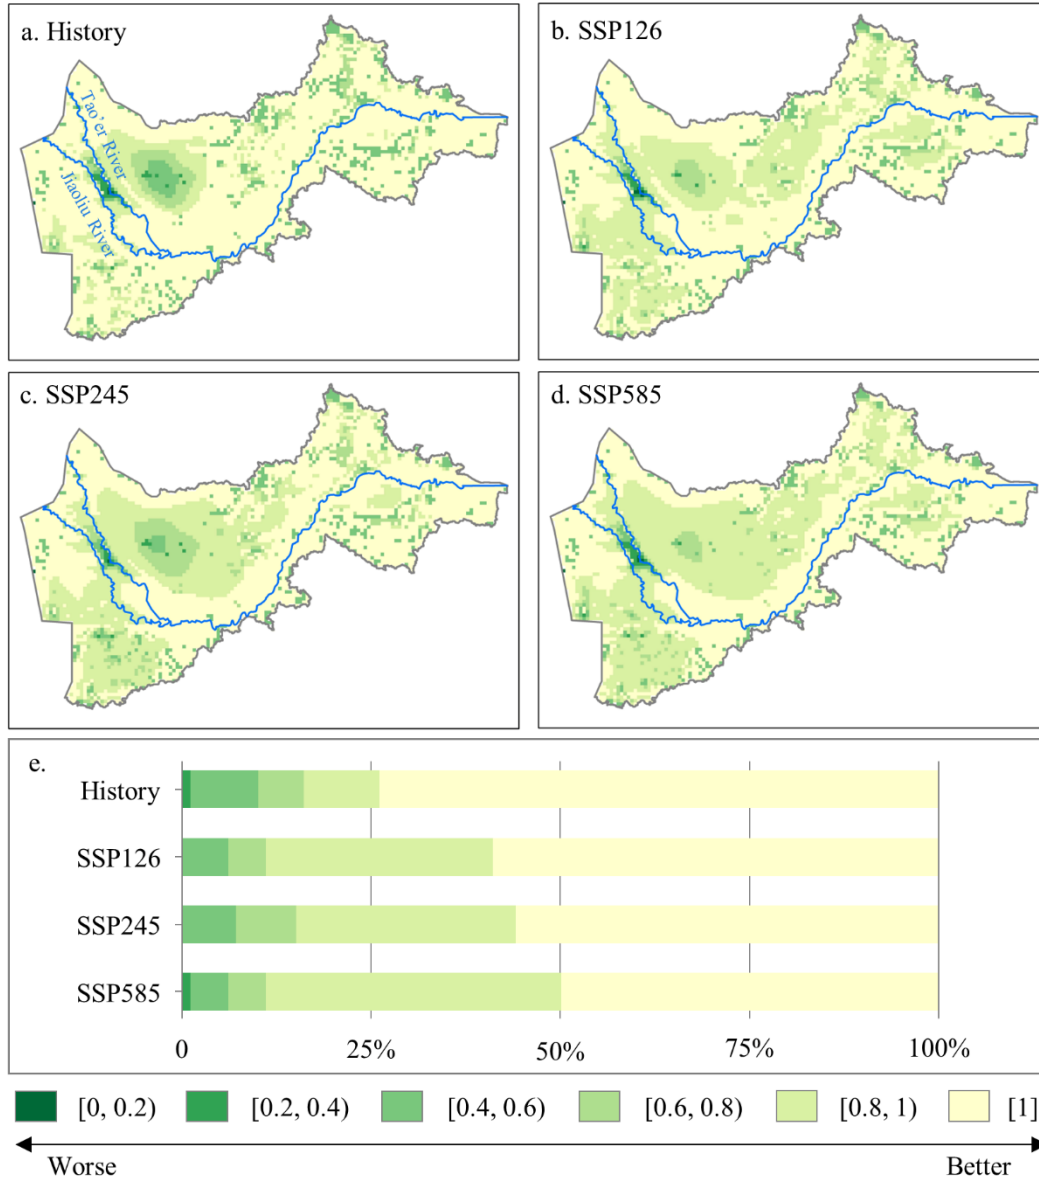 a. History
Tao'er River
Jiaoliu River
b. SSP126
c. SSP245
d. SSP585
e.
History
SSP126
SSP245
SSP585
0 25% 50% 75% 100%
[0, 0.2) [0.2, 0.4) [0.4, 0.6) [0.6, 0.8) [0.8, 1) [1]
Worse Better